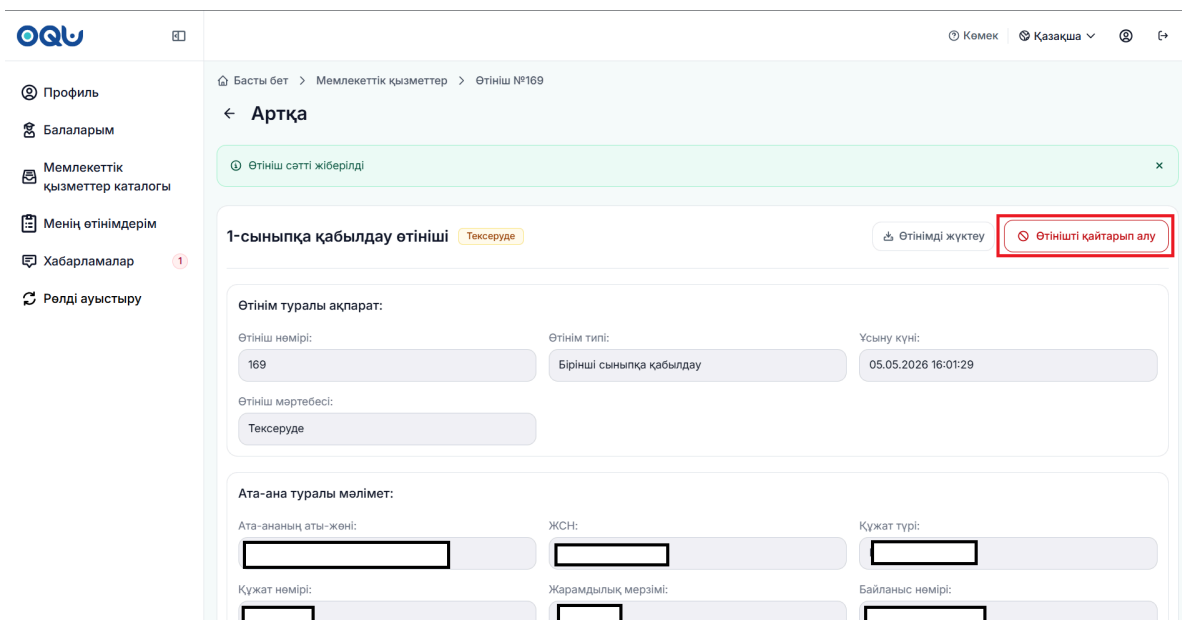 OQU
Көмек
Қазақша
Профиль
Балаларым
Мемлекеттік
қызметтер каталогы
Менің өтінімдерім
Хабарламалар 1
Рөлді ауыстыру
Басты бет > Мемлекеттік қызметтер > Өтініш №169
← Артқа
Өтініш сәтті жіберілді ×
1-сыныпқа қабылдау өтініші Тексеруде
Өтінімді жүктеу
Өтінішті қайтарып алу
Өтінім туралы ақпарат:
Өтініш нөмірі: Өтінім типі: Ұсыну күні:
169 Бірінші сыныпқа қабылдау 05.05.2026 16:01:29
Өтініш мәртебесі:
Тексеруде
Ата-ана туралы мәлімет:
Ата-ананың аты-жөні: ЖСН: Құжат түрі:
Құжат нөмірі: Жарамдылық мерзімі: Байланыс нөмірі: